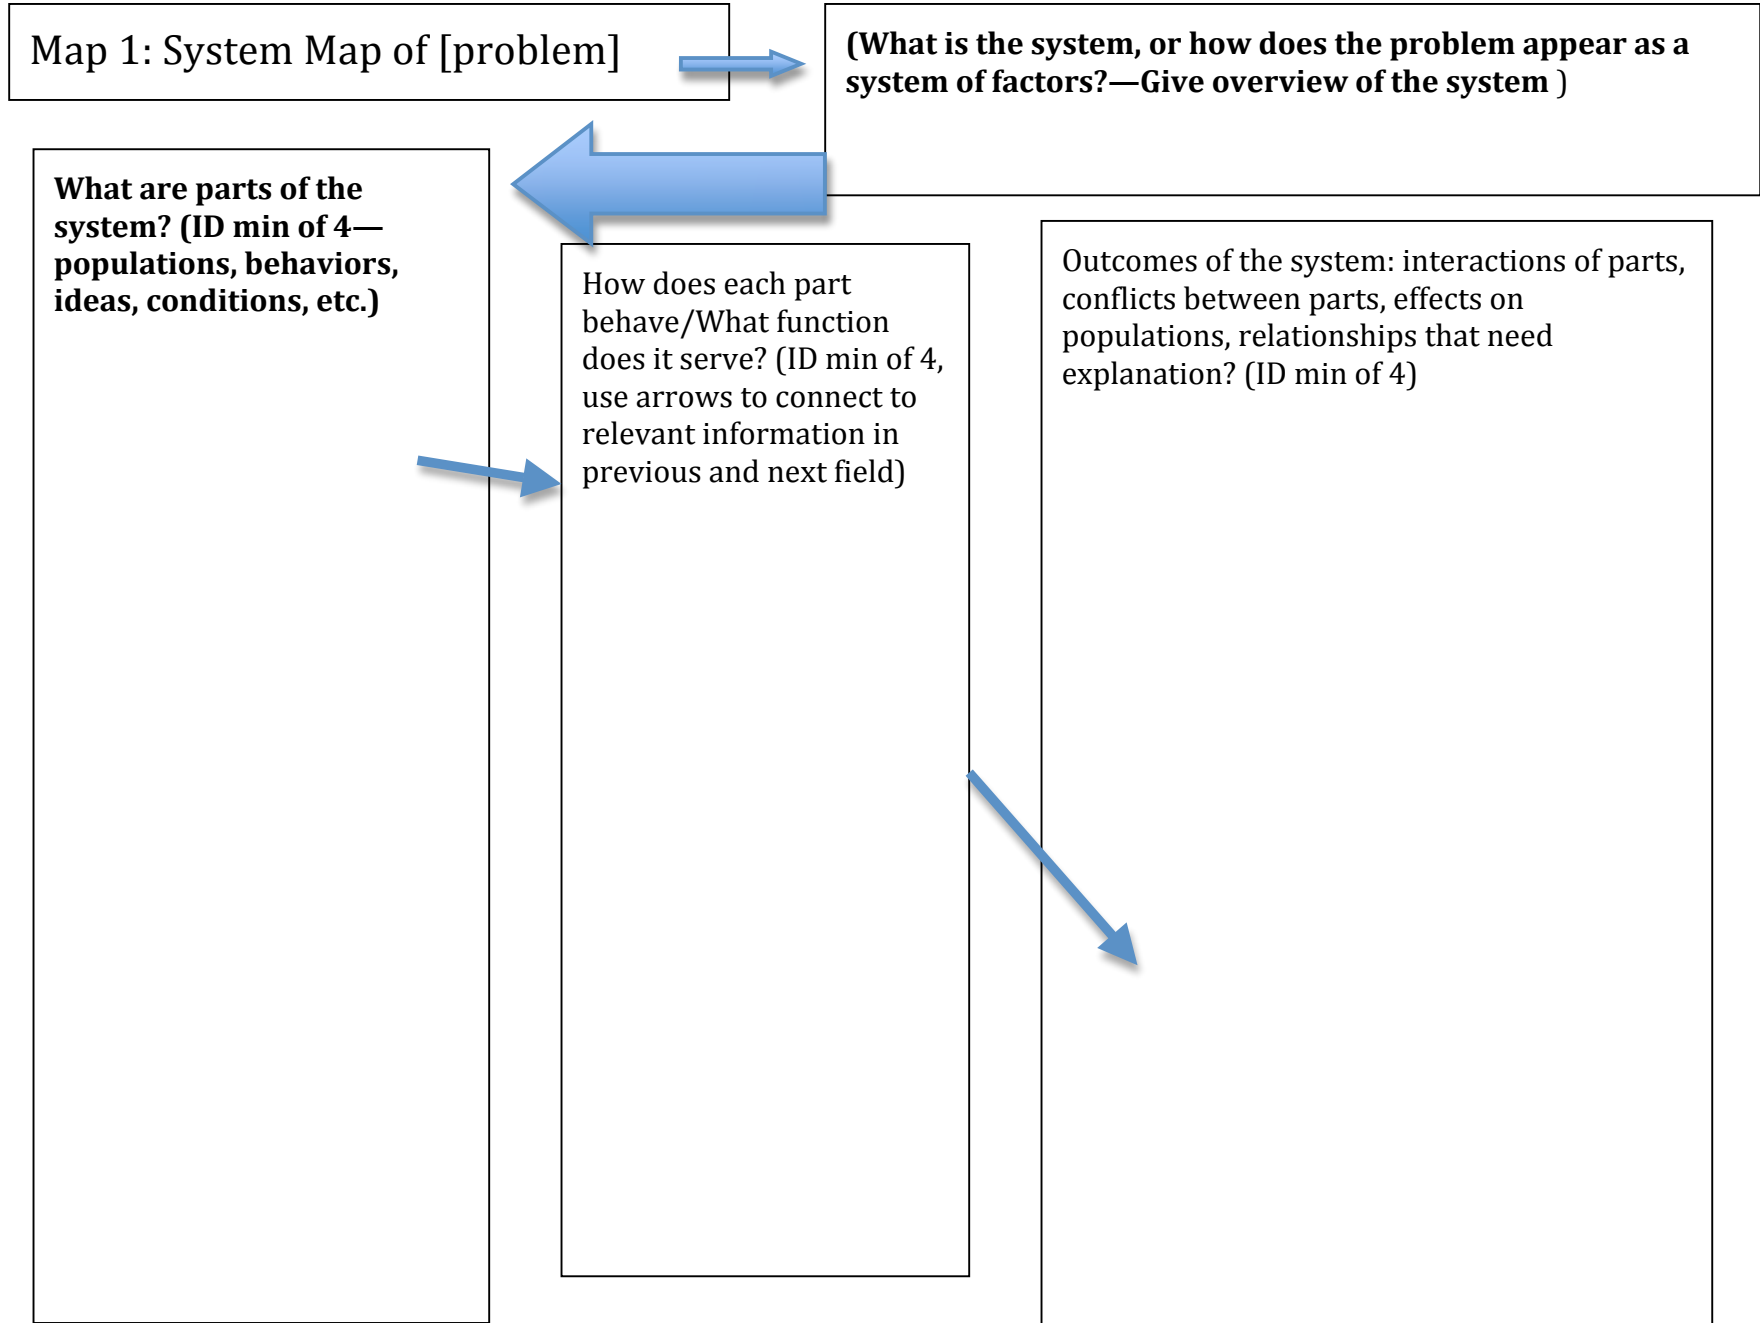 Map 1: System Map of [problem]
(What is the system, or how does the problem appear as a
system of factors?—Give overview of the system )
What are parts of the
system? (ID min of 4—
populations, behaviors,
ideas, conditions, etc.)
How does each part
behave/What function
does it serve? (ID min of 4,
use arrows to connect to
relevant information in
previous and next field)
Outcomes of the system: interactions of parts,
conflicts between parts, effects on
populations, relationships that need
explanation? (ID min of 4)